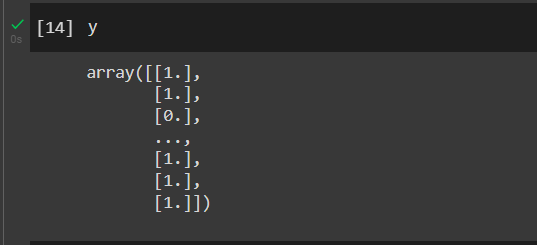 [14] y
0s
array([[1.],
[1.],
[0.],
...,
[1.],
[1.],
[1.]])